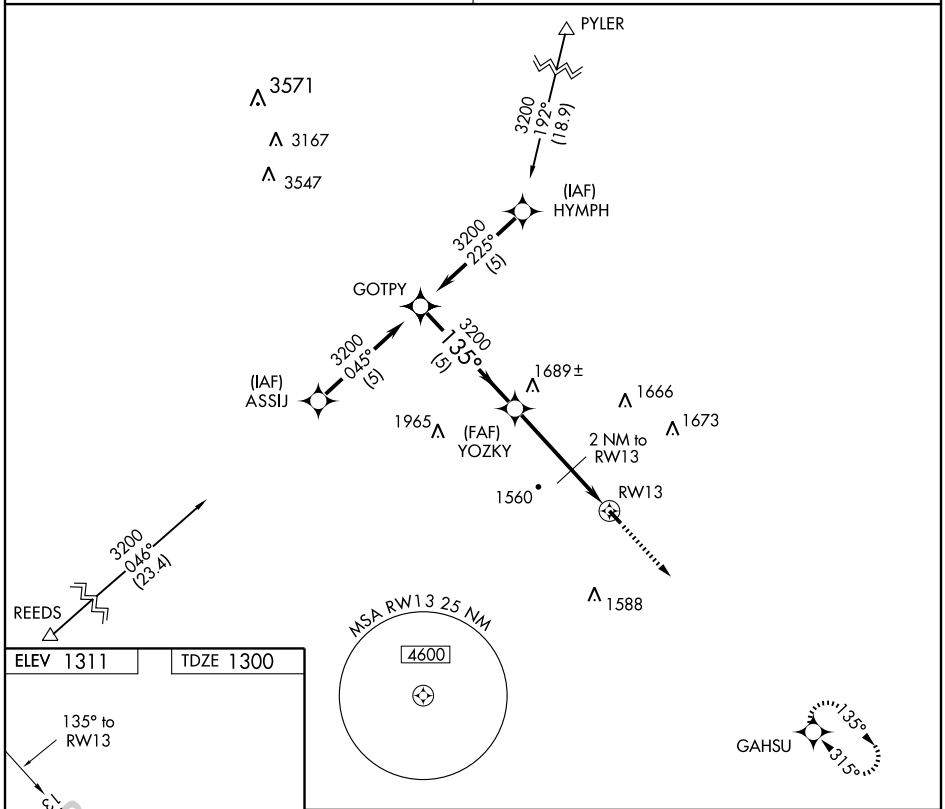 PYLER
3571
3167
3547
3200
192°
(18.9)
(IAF)
HYMPH
3200
225°
(5)
GOTPY
3200
045°
(5)
3200
135°
(5)
(IAF)
ASSIJ
1689±
1666
1673
1965
(FAF)
YOZKY
2 NM to
RW13
1560
RW13
3200
046°
(23.4)
REEDS
1588
MSA RW13 25 NM
4600
ELEV 1311
TDZE 1300
135° to
RW13
13
GAHSU
135°
315°